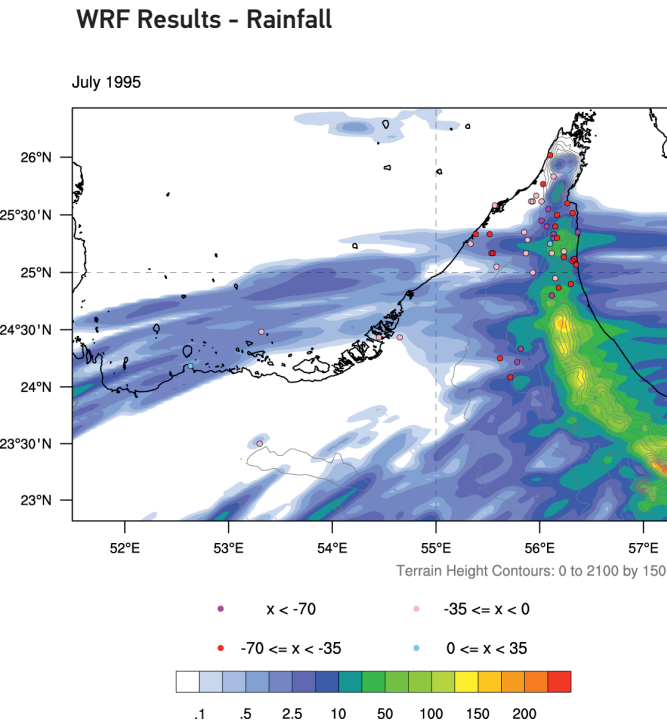 WRF Results - Rainfall
July 1995
26°N
25°30'N
25°N
24°30'N
24°N
23°30'N
23°N
52°E 53°E 54°E 55°E 56°E 57°E
Terrain Height Contours: 0 to 2100 by 150
x < -70 -35 <= x < 0
-70 <= x < -35 0 <= x < 35
.1 .5 2.5 10 50 100 150 200